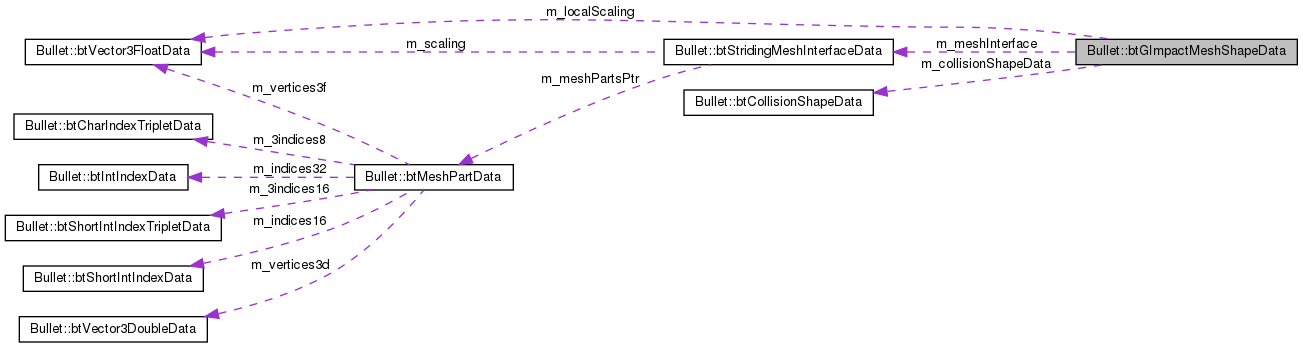 m_localScaling
Bullet::btVector3FloatData
m_scaling
Bullet::btStridingMeshInterfaceData
m_meshInterface
Bullet::btGImpactMeshShapeData
m_collisionShapeData
m_meshPartsPtr
m_vertices3f
Bullet::btCollisionShapeData
Bullet::btCharIndexTripletData
m_3indices8
Bullet::btIntIndexData
m_indices32
Bullet::btMeshPartData
m_3indices16
Bullet::btShortIntIndexTripletData
m_indices16
m_vertices3d
Bullet::btShortIntIndexData
Bullet::btVector3DoubleData